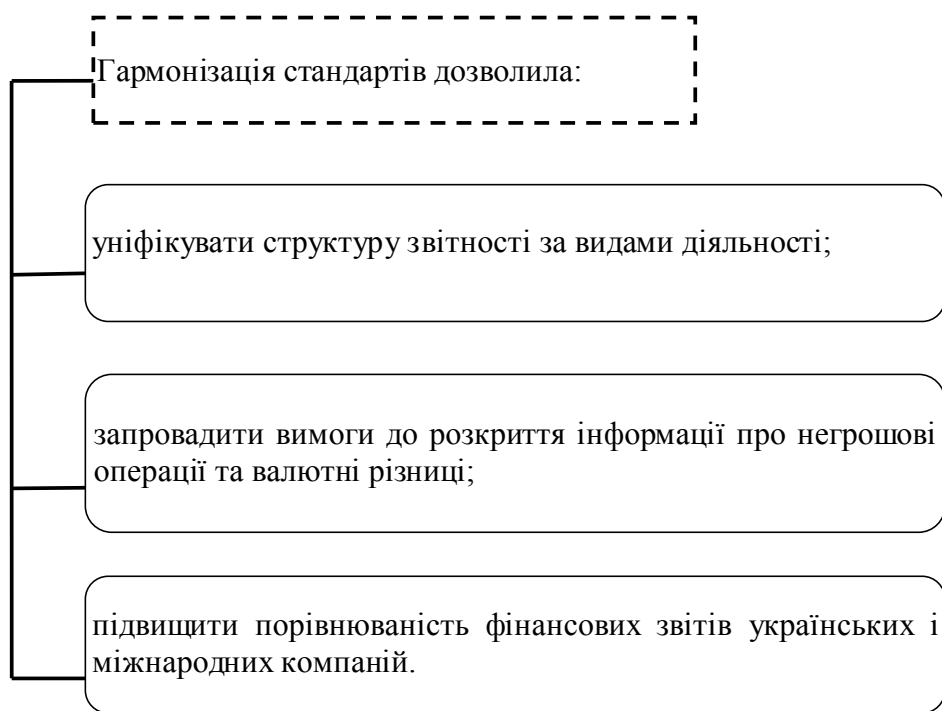 Гармонізація стандартів дозволила:
уніфікувати структуру звітності за видами діяльності;
запровадити вимоги до розкриття інформації про негрошові
операції та валютні різниці;
підвищити порівнюваність фінансових звітів українських і
міжнародних компаній.